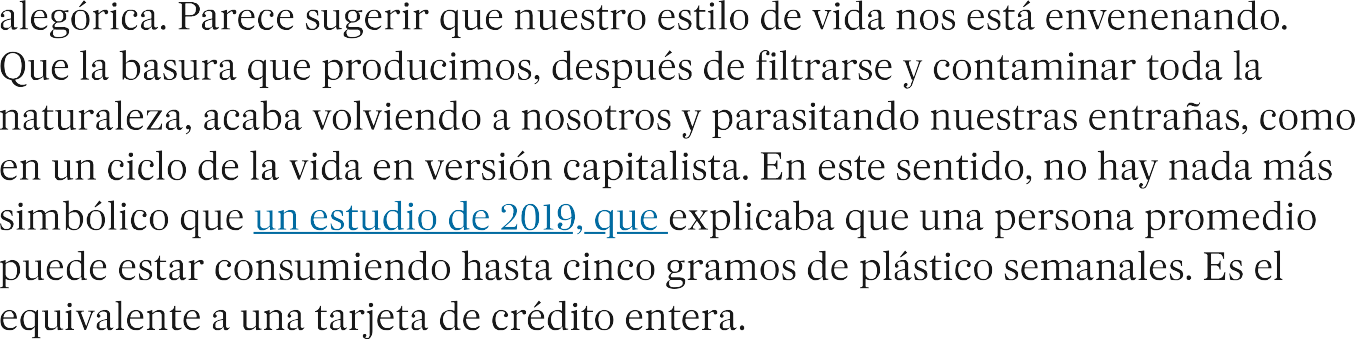 alegórica. Parece sugerir que nuestro estilo de vida nos está envenenando.
Que la basura que producimos, después de filtrarse y contaminar toda la
naturaleza, acaba volviendo a nosotros y parasitando nuestras entrañas, como
en un ciclo de la vida en versión capitalista. En este sentido, no hay nada más
simbólico que un estudio de 2019, que explicaba que una persona promedio
puede estar consumiendo hasta cinco gramos de plástico semanales. Es el
equivalente a una tarjeta de crédito entera.